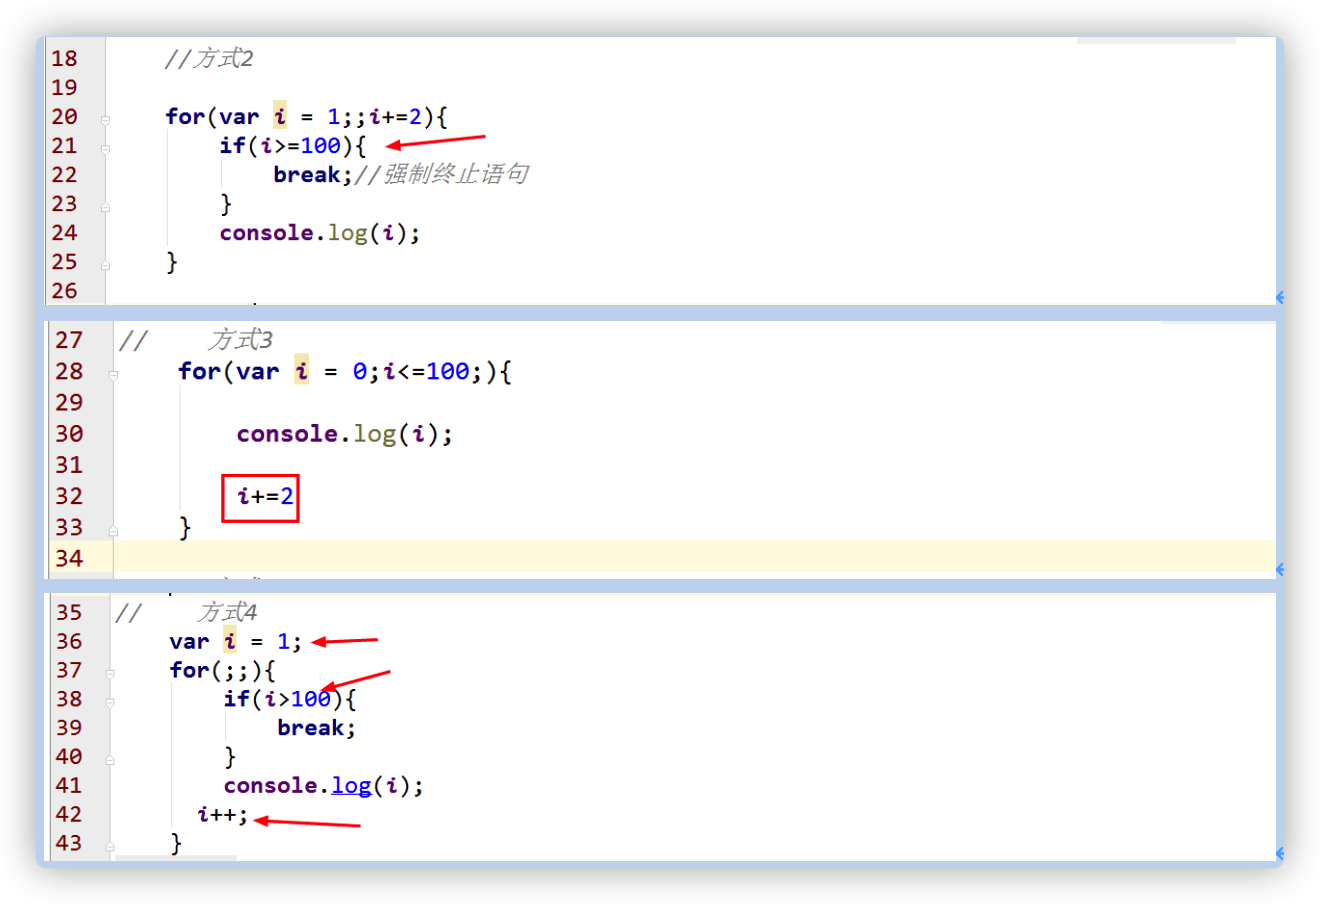 18 //方式2
19
20 for(var i = 1;;i+=2){
21 if(i>=100){
22 break;//强制终止语句
23 }
24 console.log(i);
25 }
26
27 // 方式3
28 for(var i = 0;i<=100;){
29
30 console.log(i);
31
32 i+=2
33 }
34
35 // 方式4
36 var i = 1;
37 for(;;){
38 if(i>100){
39 break;
40 }
41 console.log(i);
42 i++;
43 }